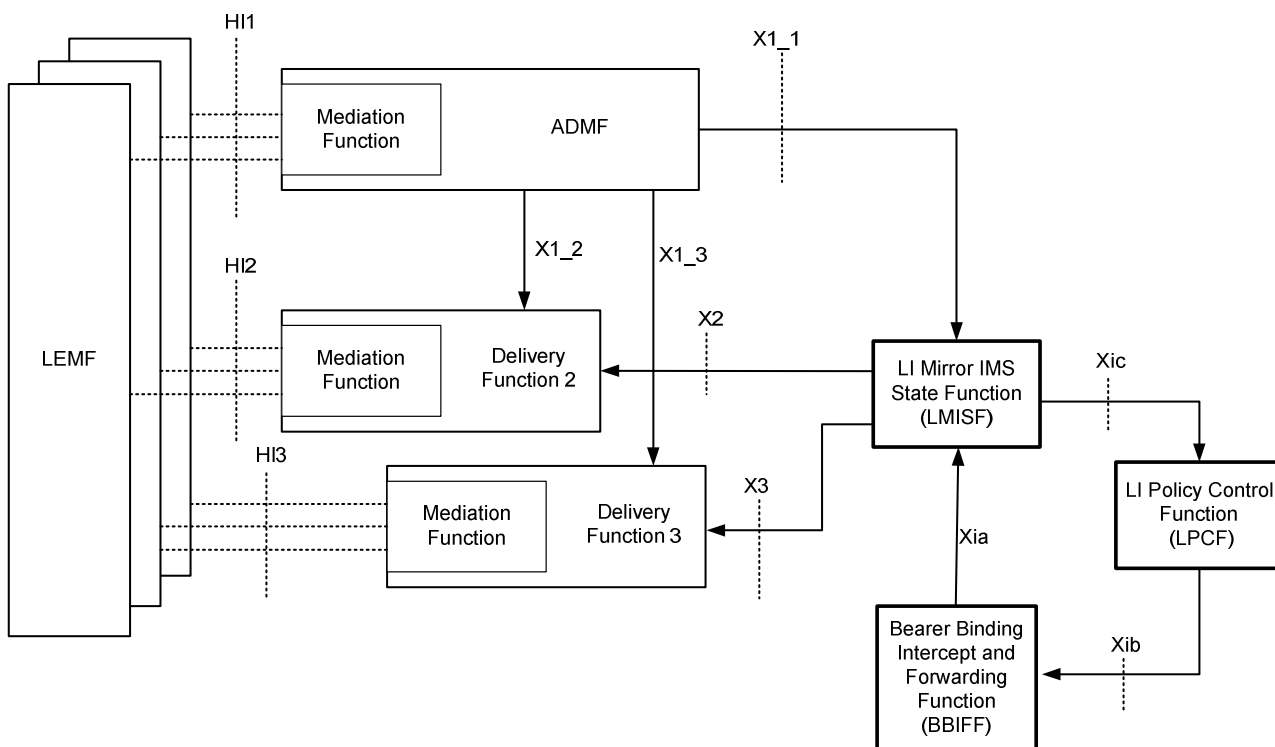 HI1
X1_1
Mediation
Function
ADMF
X1_2
X1_3
HI2
X2
LEMF
Mediation
Function
Delivery
Function 2
LI Mirror IMS
State Function
(LMISF)
Xic
HI3
X3
Mediation
Function
Delivery
Function 3
Xia
LI Policy Control
Function
(LPCF)
Bearer Binding
Intercept and
Forwarding
Function
(BBIFF)
Xib